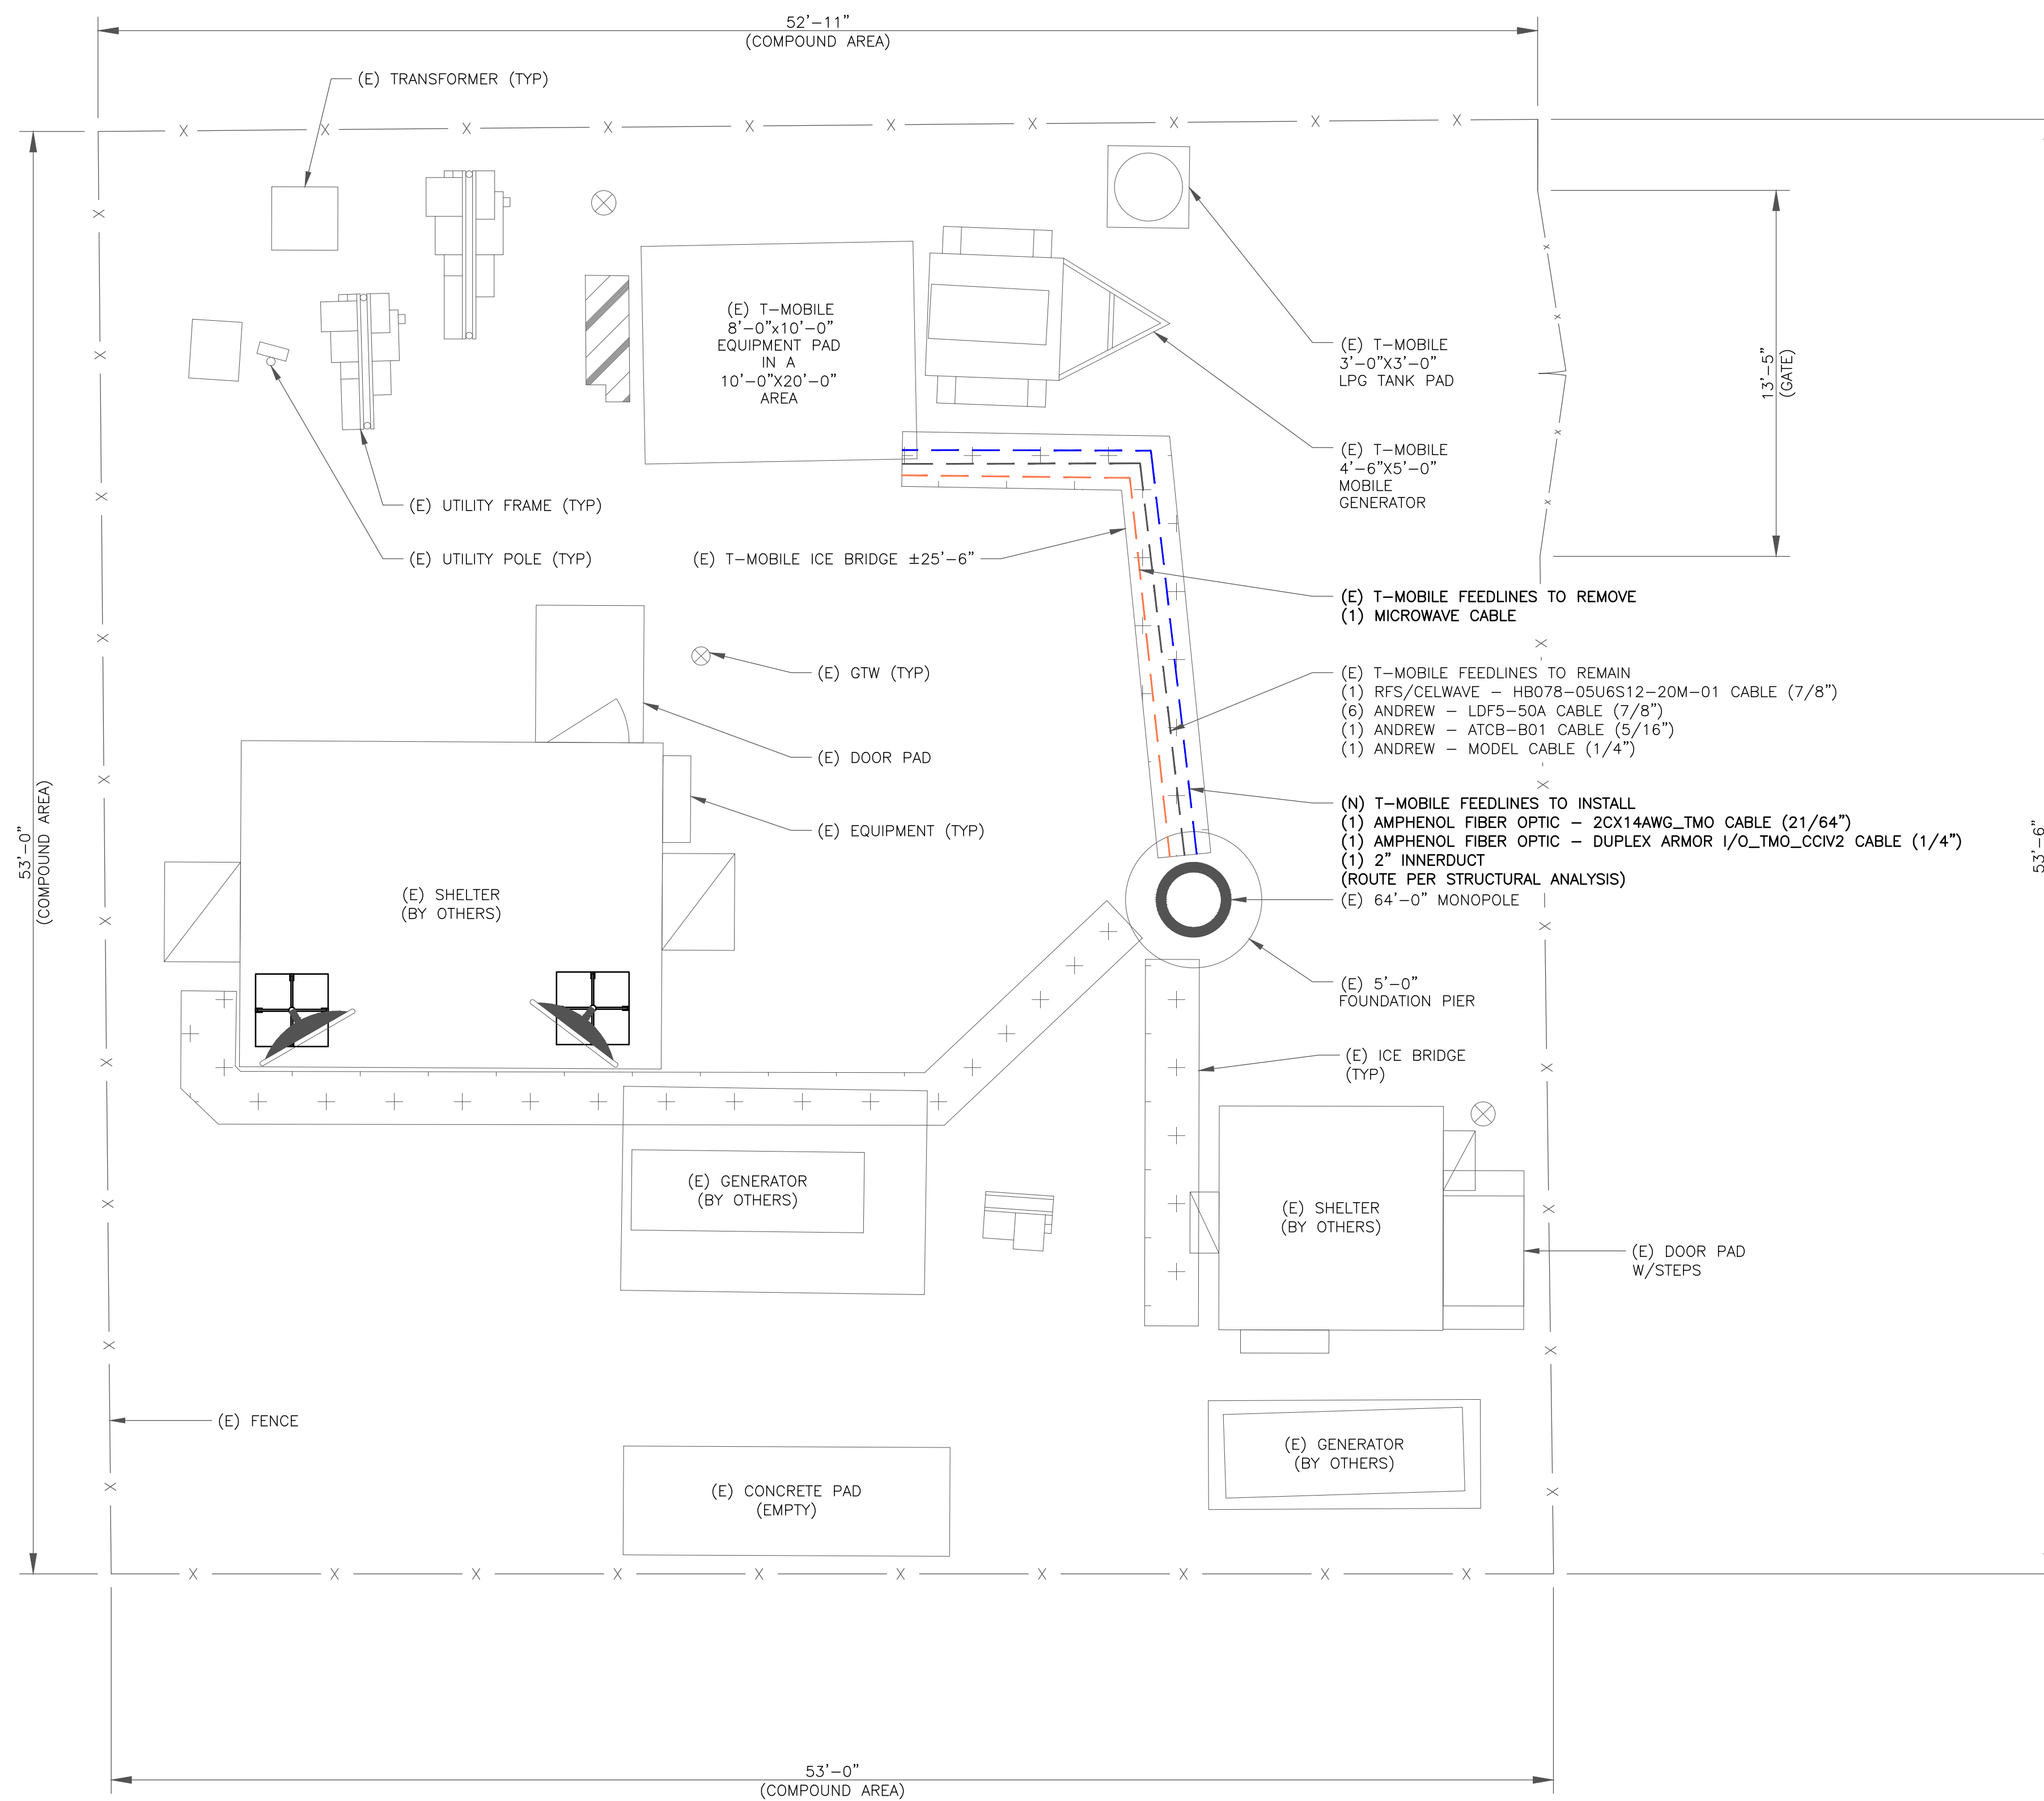 52'-11"
(COMPOUND AREA)
(E) TRANSFORMER (TYP)
(E) T-MOBILE
8'-0"x10'-0"
EQUIPMENT PAD
IN A
10'-0"X20'-0"
AREA
(E) T-MOBILE
3'-0"X3'-0"
LPG TANK PAD
13'-5"
(GATE)
(E) T-MOBILE
4'-6"X5'-0"
MOBILE
GENERATOR
(E) UTILITY FRAME (TYP)
(E) UTILITY POLE (TYP)
(E) T-MOBILE ICE BRIDGE ±25'-6"
(E) T-MOBILE FEEDLINES TO REMOVE
(1) MICROWAVE CABLE
(E) GTW (TYP)
(E) T-MOBILE FEEDLINES TO REMAIN
(1) RFS/CELWAVE - HB078-05U6S12-20M-01 CABLE (7/8")
(6) ANDREW - LDF5-50A CABLE (7/8")
(1) ANDREW - ATCB-B01 CABLE (5/16")
(1) ANDREW - MODEL CABLE (1/4")
(E) DOOR PAD
(E) EQUIPMENT (TYP)
(N) T-MOBILE FEEDLINES TO INSTALL
(1) AMPHENOL FIBER OPTIC - 2CX14AWG_TMO CABLE (21/64")
(1) AMPHENOL FIBER OPTIC - DUPLEX ARMOR I/O_TMO_CCIV2 CABLE (1/4")
(1) 2" INNERDUCT
(ROUTE PER STRUCTURAL ANALYSIS)
(E) 64'-0" MONOPOLE
53'-0"
(COMPOUND AREA)
53'-6"
(E) SHELTER
(BY OTHERS)
(E) 5'-0"
FOUNDATION PIER
(E) ICE BRIDGE
(TYP)
(E) GENERATOR
(BY OTHERS)
(E) SHELTER
(BY OTHERS)
(E) DOOR PAD
W/STEPS
(E) FENCE
(E) GENERATOR
(BY OTHERS)
(E) CONCRETE PAD
(EMPTY)
53'-0"
(COMPOUND AREA)